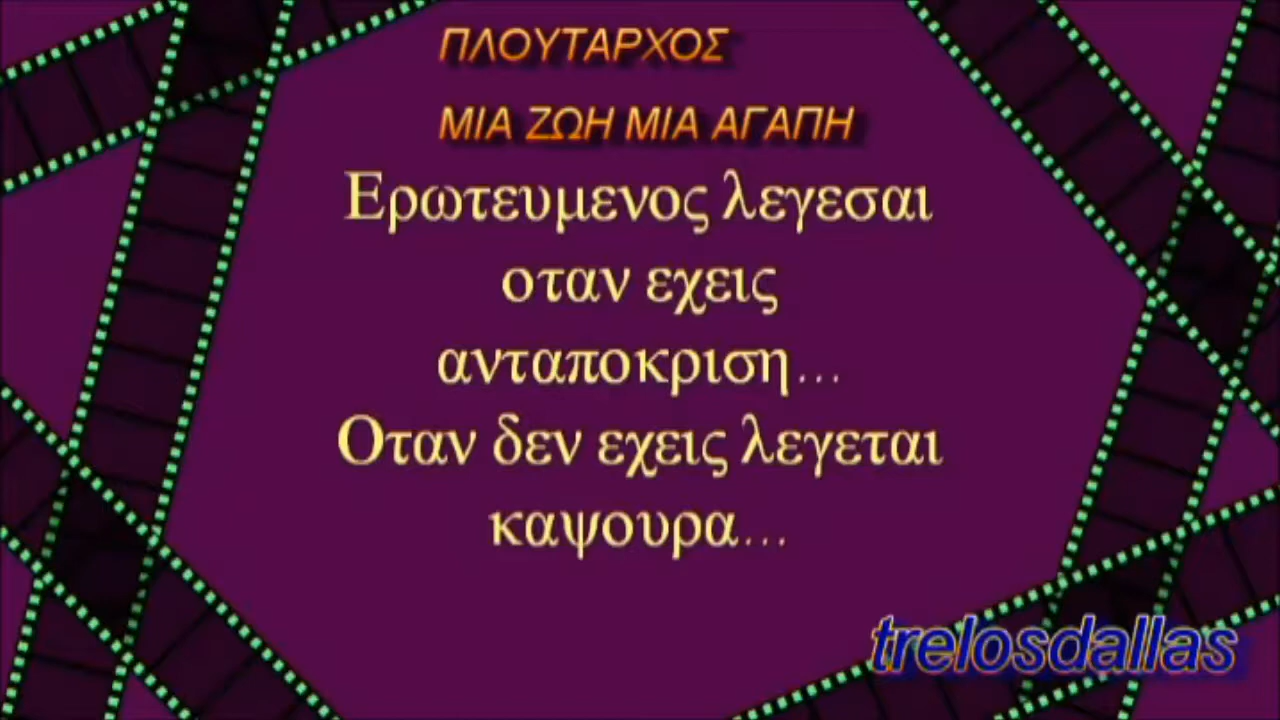 ΠΛΟΥΤΑΡΧΟΣ
ΜΙΑ ΖΩΗ ΜΙΑ ΑΓΑΠΗ
Ερωτευμενος λεγεσαι
οταν εχεις
ανταποκριση...
Οταν δεν εχεις λεγεται
καψουρα...
trelosdallas